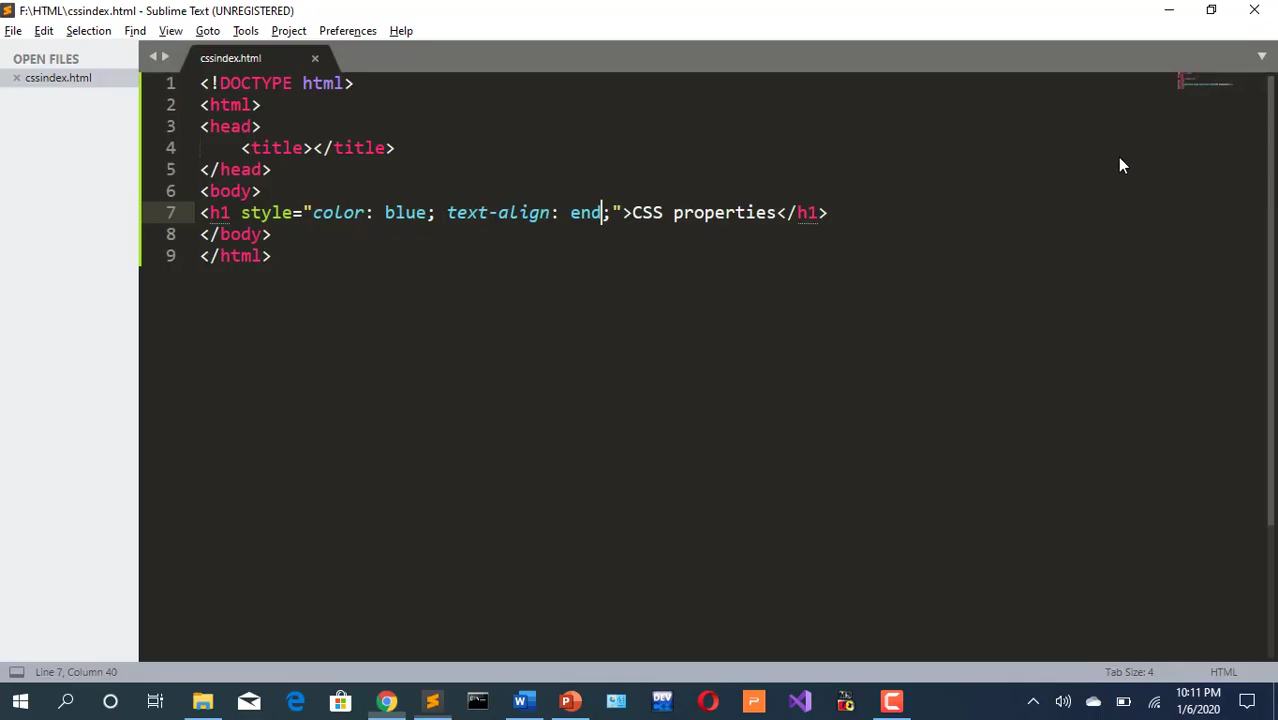 F:\HTML\cssindex.html - Sublime Text (UNREGISTERED)
File Edit Selection View Goto Tools Project Preferences Help
OPEN FILES
cssindex.html
cssindex.html
1 <!DOCTYPE html>
2 <html>
3 <head>
4 <title></title>
5 </head>
6 <body>
7 <h1 style="color: blue; text-align: end;">CSS properties</h1>
8 </body>
9 </html>
Line 7, Column 40
Tab Size: 4
HTML
DEV
10:11 PM
1/6/2020